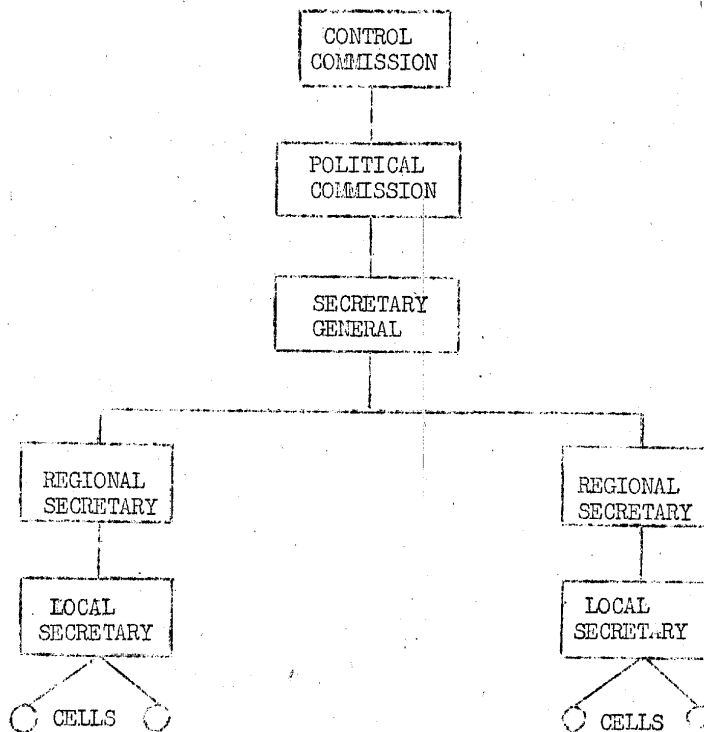 CONTROL
COMMISSION
POLITICAL
COMMISSION
SECRETARY
GENERAL
REGIONAL
SECRETARY
REGIONAL
SECRETARY
LOCAL
SECRETARY
LOCAL
SECRETARY
CELLS
CELLS